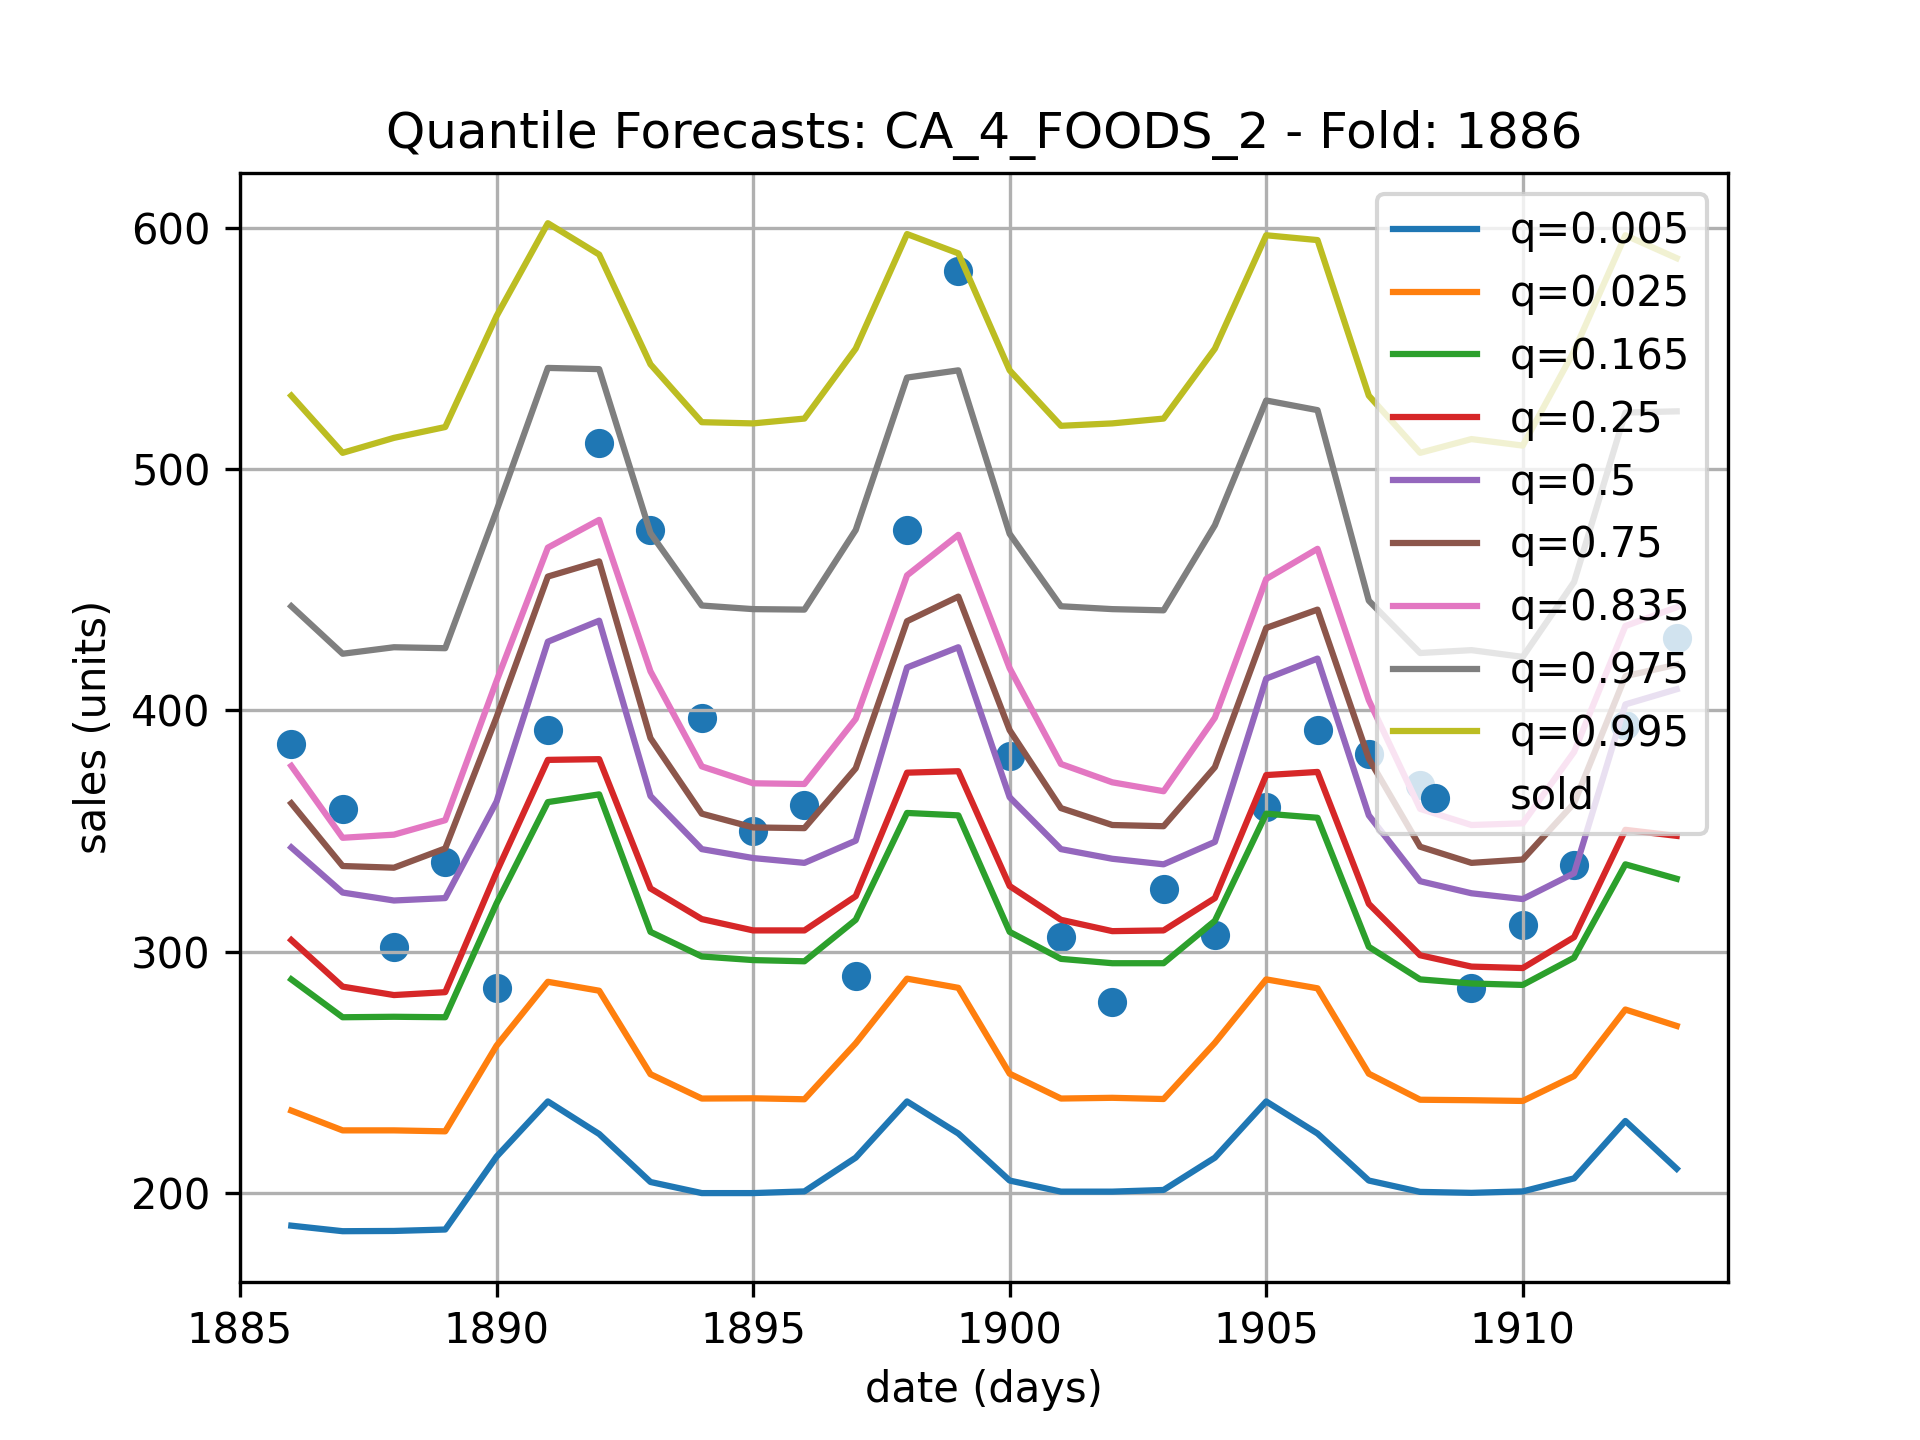 Quantile Forecasts: CA_4_FOODS_2 - Fold: 1886
600
500
400
300
200
sales (units)
q=0.005
q=0.025
q=0.165
q=0.25
q=0.5
q=0.75
q=0.835
q=0.975
q=0.995
sold
1885 1890 1895 1900 1905 1910
date (days)